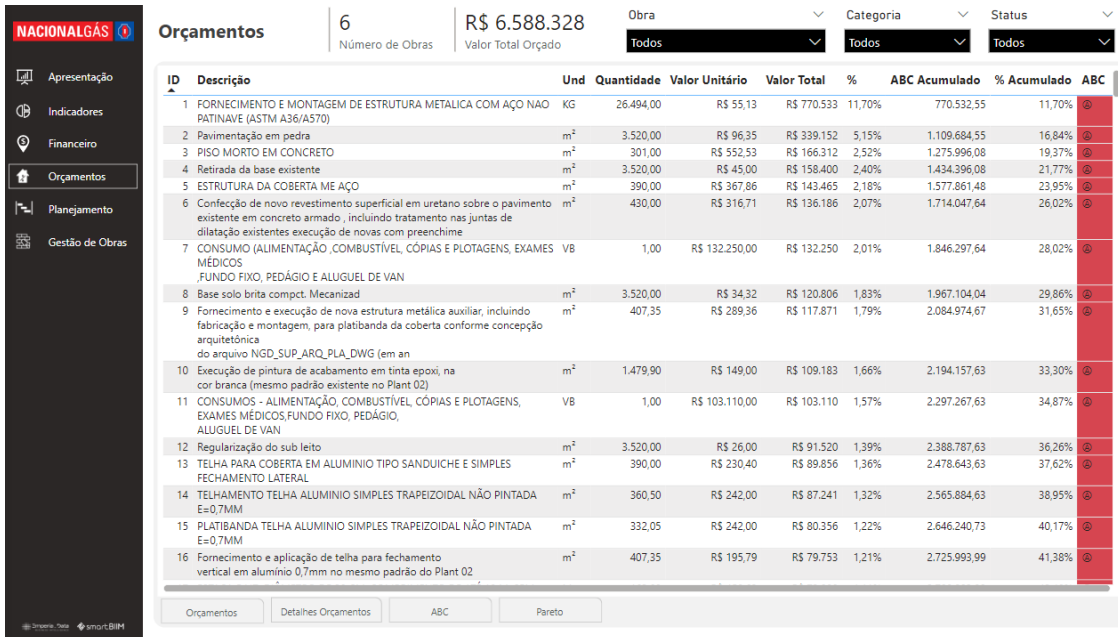 NACIONALGÁS
Apresentação
Indicadores
Financeiro
Orçamentos
Planejamento
Gestão de Obras
smartBIM
Orçamentos
6
Número de Obras
R$ 6.588.328
Valor Total Orçado
Obra
Todos
Categoria
Todos
Status
Todos
ID Descrição Und Quantidade Valor Unitário Valor Total % ABC Acumulado % Acumulado ABC
1 FORNECIMENTO E MONTAGEM DE ESTRUTURA METALICA COM AÇO NAO KG 26.494,00 R$ 55,13 R$ 770.533 11,70% 770.532,55 11,70% A
PATINAVE (ASTM A36/A570)
2 Pavimentação em pedra m² 3.520,00 R$ 96,35 R$ 339.152 5,15% 1.109.684,55 16,84% A
3 PISO MORTO EM CONCRETO m² 301,00 R$ 552,53 R$ 166.312 2,52% 1.275.996,08 19,37% A
4 Retirada da base existente m² 3.520,00 R$ 45,00 R$ 158.400 2,40% 1.434.396,08 21,77% A
5 ESTRUTURA DA COBERTA ME AÇO m² 390,00 R$ 367,86 R$ 143.465 2,18% 1.577.861,48 23,95% A
6 Confecção de novo revestimento superficial em uretano sobre o pavimento m² 430,00 R$ 316,71 R$ 136.186 2,07% 1.714.047,64 26,02% A
existente em concreto armado , incluindo tratamento nas juntas de
dilatação existentes execução de novas com preenchime
7 CONSUMO (ALIMENTAÇÃO ,COMBUSTÍVEL, CÓPIAS E PLOTAGENS, EXAMES VB 1,00 R$ 132.250,00 R$ 132.250 2,01% 1.846.297,64 28,02% A
MÉDICOS
,FUNDO FIXO, PEDÁGIO E ALUGUEL DE VAN
8 Base solo brita compct. Mecanizad m² 3.520,00 R$ 34,32 R$ 120.806 1,83% 1.967.104,04 29,86% A
9 Fornecimento e execução de nova estrutura metálica auxiliar, incluindo m² 407,35 R$ 289,36 R$ 117.871 1,79% 2.084.974,67 31,65% A
fabricação e montagem, para platibanda da coberta conforme concepção
arquitetônica
do arquivo NGD_SUP_ARQ_PLA_DWG (em an
10 Execução de pintura de acabamento em tinta epoxi, na m² 1.479,90 R$ 149,00 R$ 109.183 1,66% 2.194.157,63 33,30% A
cor branca (mesmo padrão existente no Plant 02)
11 CONSUMOS - ALIMENTAÇÃO, COMBUSTÍVEL, CÓPIAS E PLOTAGENS, VB 1,00 R$ 103.110,00 R$ 103.110 1,57% 2.297.267,63 34,87% A
EXAMES MÉDICOS,FUNDO FIXO, PEDÁGIO,
ALUGUEL DE VAN
12 Regularização do sub leito m² 3.520,00 R$ 26,00 R$ 91.520 1,39% 2.388.787,63 36,26% A
13 TELHA PARA COBERTA EM ALUMINIO TIPO SANDUICHE E SIMPLES m² 390,00 R$ 230,40 R$ 89.856 1,36% 2.478.643,63 37,62% A
FECHAMENTO LATERAL
14 TELHAMENTO TELHA ALUMINIO SIMPLES TRAPEIZOIDAL NÃO PINTADA m² 360,50 R$ 242,00 R$ 87.241 1,32% 2.565.884,63 38,95% A
E=0,7MM
15 PLATIBANDA TELHA ALUMINIO SIMPLES TRAPEIZOIDAL NÃO PINTADA m² 332,05 R$ 242,00 R$ 80.356 1,22% 2.646.240,73 40,17% A
E=0,7MM
16 Fornecimento e aplicação de telha para fechamento m² 407,35 R$ 195,79 R$ 79.753 1,21% 2.725.993,99 41,38% A
vertical em alumínio 0,7mm no mesmo padrão do Plant 02
Orçamentos
Detalhes Orçamentos
ABC
Pareto